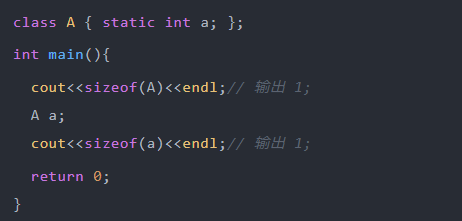 class A { static int a; };
int main(){
cout<<sizeof(A)<<endl;// 输出 1;
A a;
cout<<sizeof(a)<<endl;// 输出 1;
return 0;
}